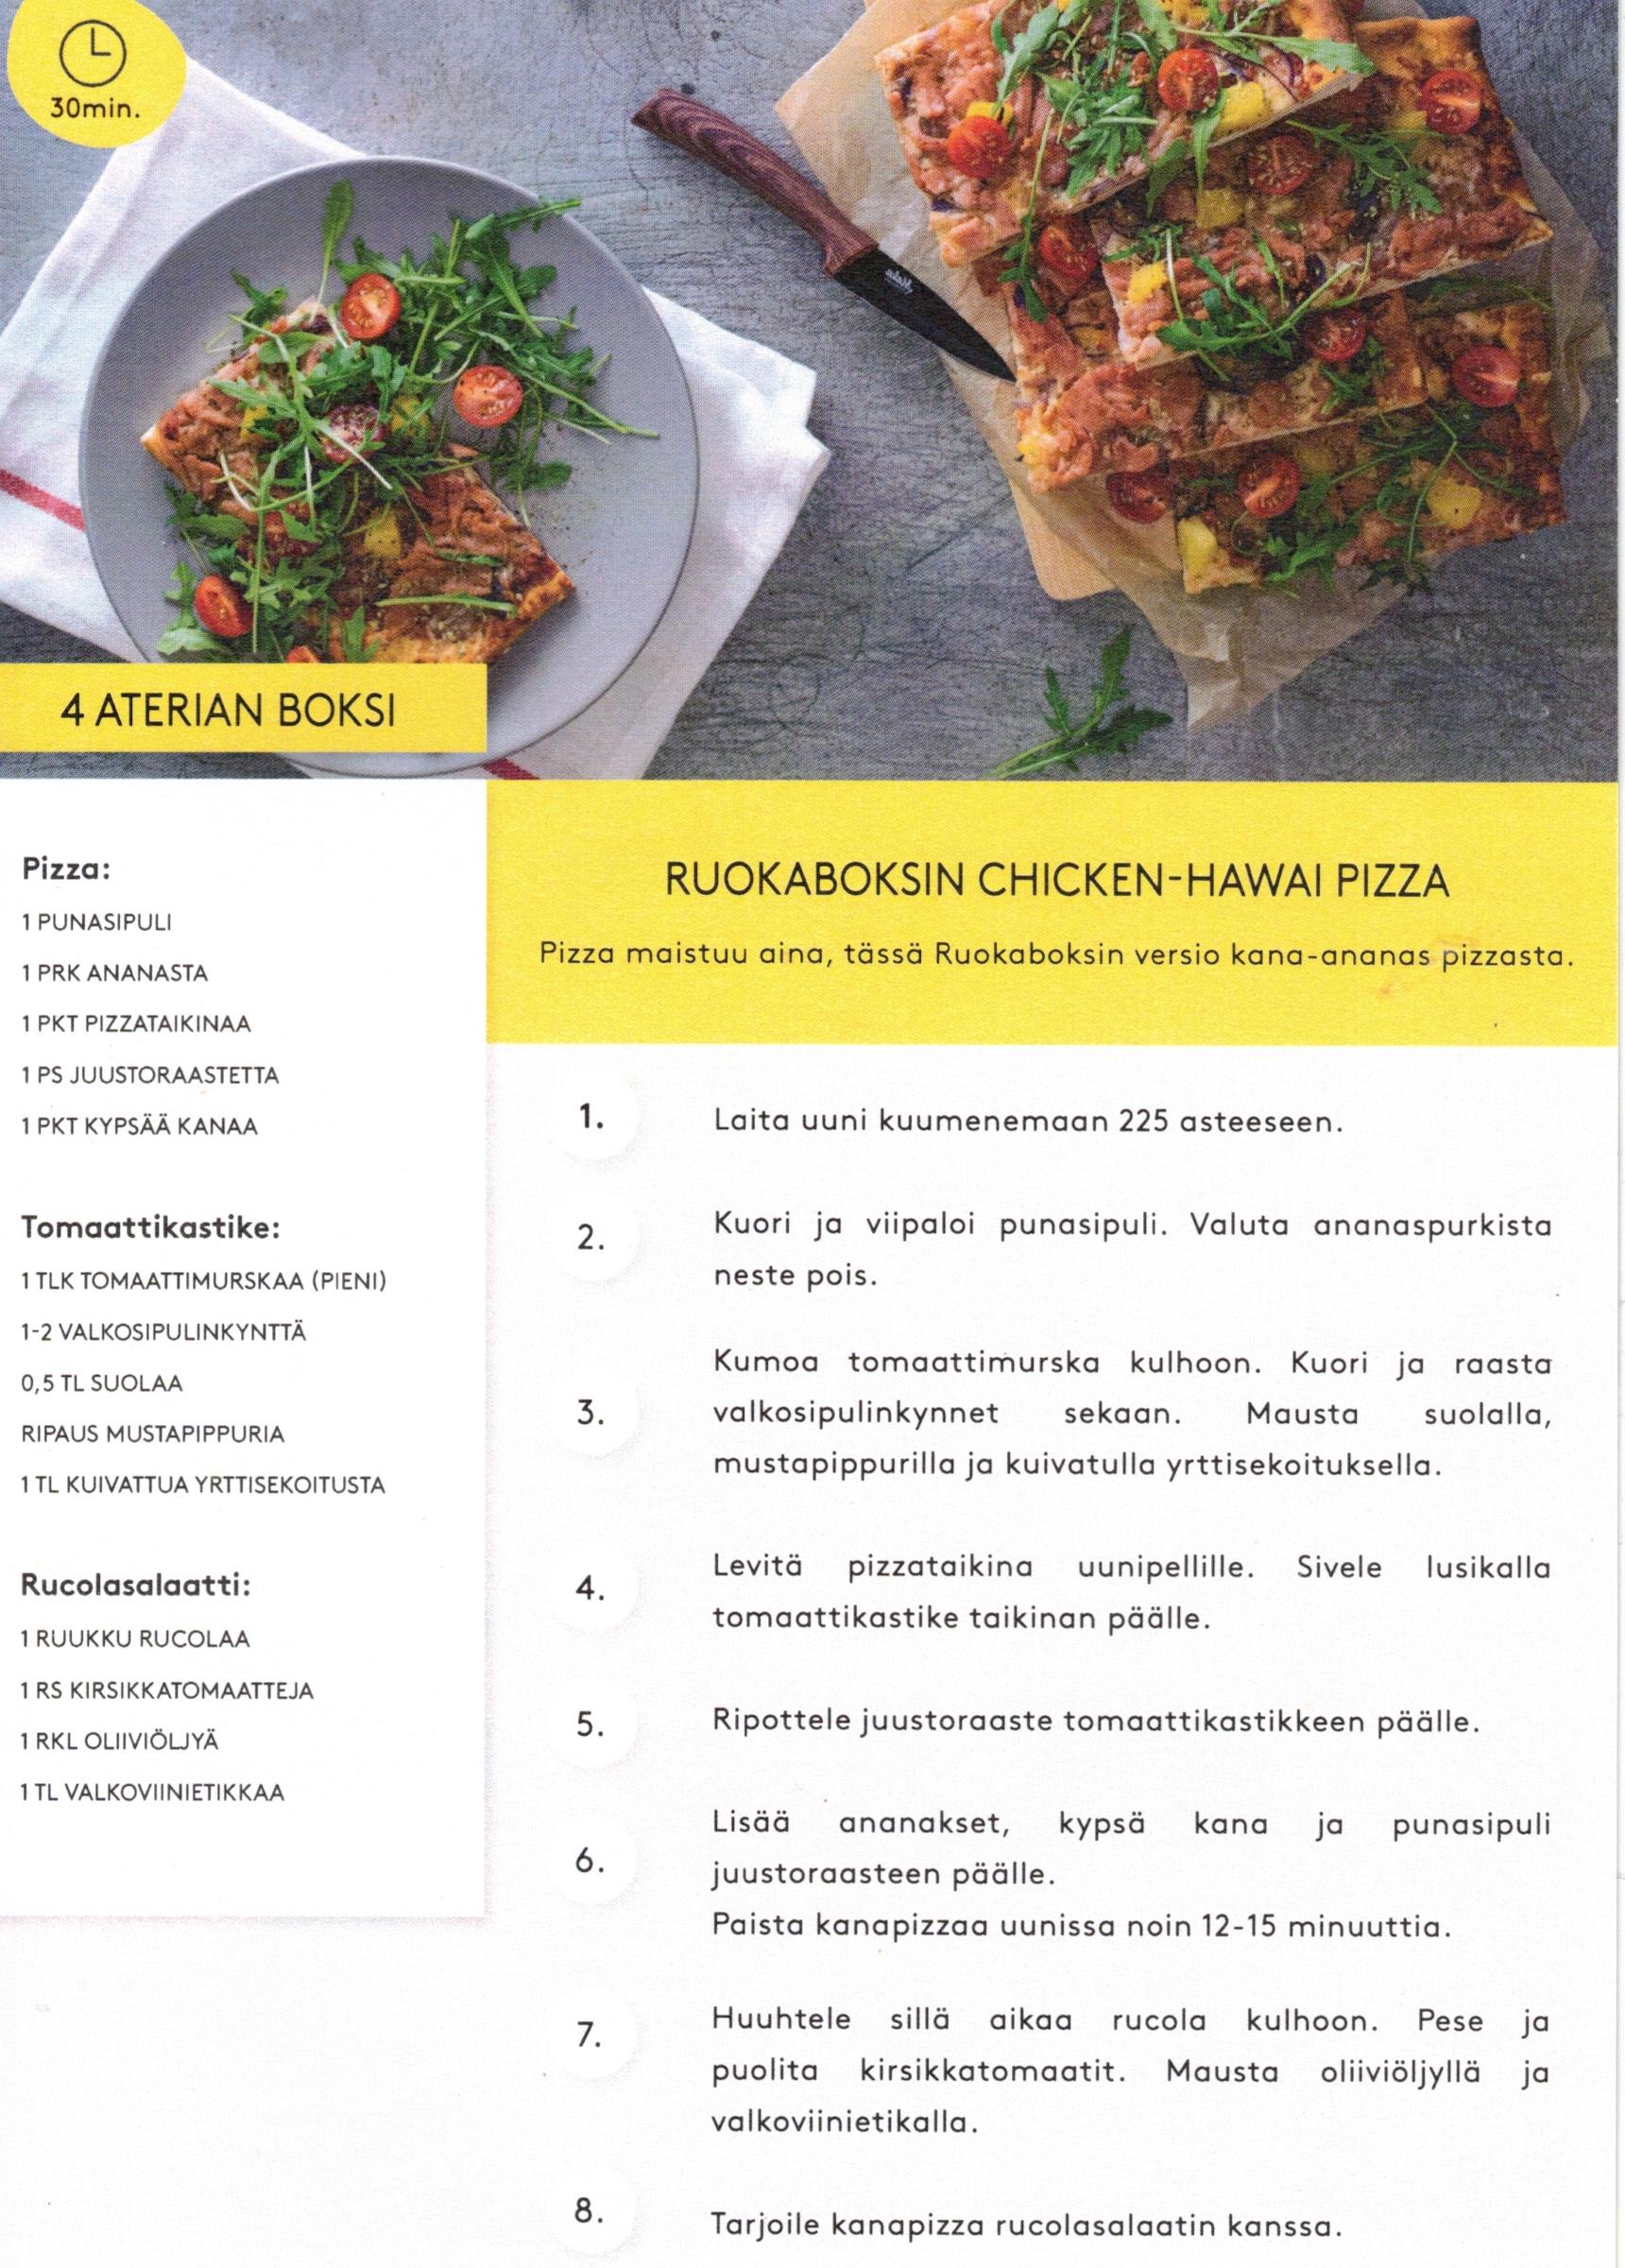 30min.
4 ATERIAN BOKSI
Pizza:
1 PUNASIPULI
1 PRK ANANASTA
1 PKT PIZZATAIKINAA
1 PS JUUSTORAASTETTA
1 PKT KYPSÄÄ KANAA
Tomaattikastike:
1 TLK TOMAATTIMURSKAA (PIENI)
1-2 VALKOSIPULINKYNTTÄ
0,5 TL SUOLAA
RIPAUS MUSTAPIPPURIA
1 TL KUIVATTUA YRTTISEKOITUSTA
Rucolasalaatti:
1 RUUKKU RUCOLAA
1 RS KIRSIKKATOMAATTEJA
1 RKL OLIIVIÖLJYÄ
1 TL VALKOVIINIETIKKAA
RUOKABOKSIN CHICKEN-HAWAI PIZZA
Pizza maistuu aina, tässä Ruokaboksin versio kana-ananas pizzasta.
1. Laita uuni kuumenemaan 225 asteeseen.
2. Kuori ja viipaloi punasipuli. Valuta ananaspurkista
neste pois.
3. Kumoa tomaattimurska kulhoon. Kuori ja raasta
valkosipulinkynnet sekaan. Mausta suolalla,
mustapippurilla ja kuivatulla yrttisekoituksella.
4. Levitä pizzataikina uunipellille. Sivele lusikalla
tomaattikastike taikinan päälle.
5. Ripottele juustoraaste tomaattikastikkeen päälle.
6. Lisää ananakset, kypsä kana ja punasipuli
juustoraasteen päälle.
Paista kanapizzaa uunissa noin 12-15 minuuttia.
7. Huuhtele sillä aikaa rucola kulhoon. Pese ja
puolita kirsikkatomaatit. Mausta oliiviöljyllä ja
valkoviinietikalla.
8. Tarjoile kanapizza rucolasalaatin kanssa.